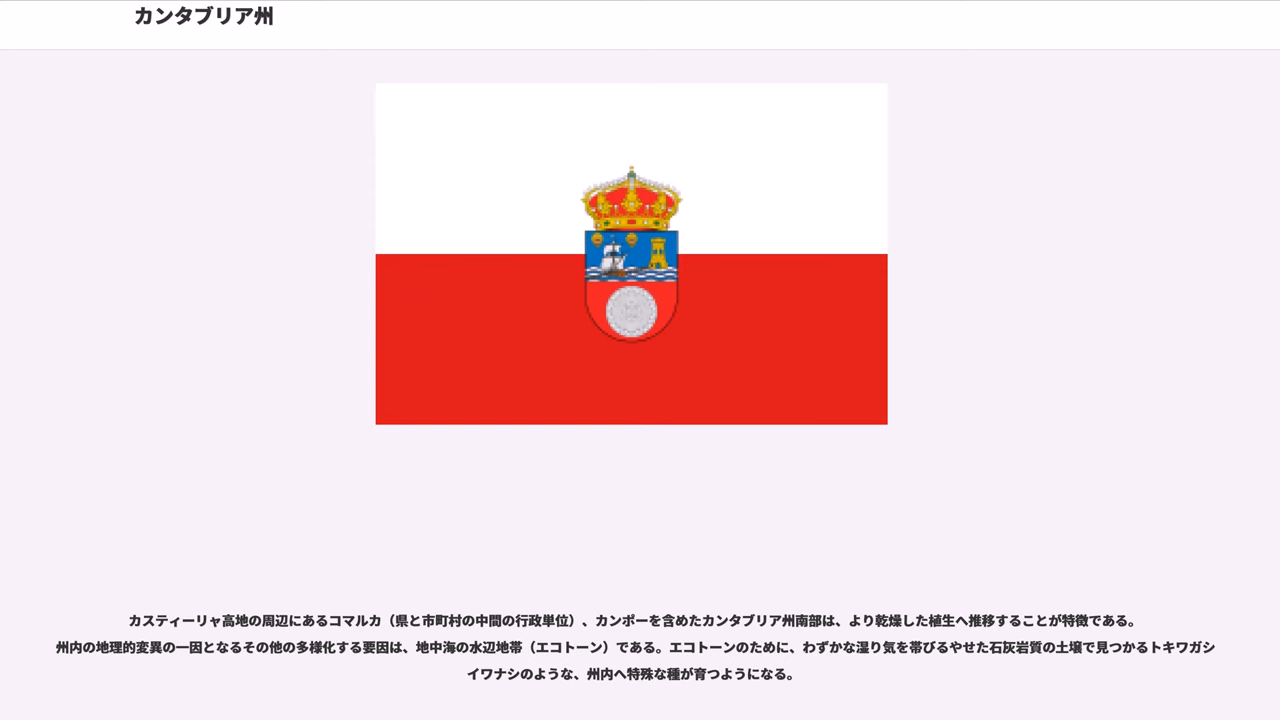 カンタブリア州
カスティーリャ高地の周辺にあるコマルカ（県と市町村の中間の行政単位）、カンポーを含めたカンタブリア州南部は、より乾燥した植生へ推移することが特徴である。
州内の地理的変異の一因となるその他の多様化する要因は、地中海の水辺地帯（エコトーン）である。エコトーンのために、わずかな湿り気を帯びるやせた石灰岩質の土壌で見つかるトキワガシ
イワナシのような、州内へ特殊な種が育つようになる。